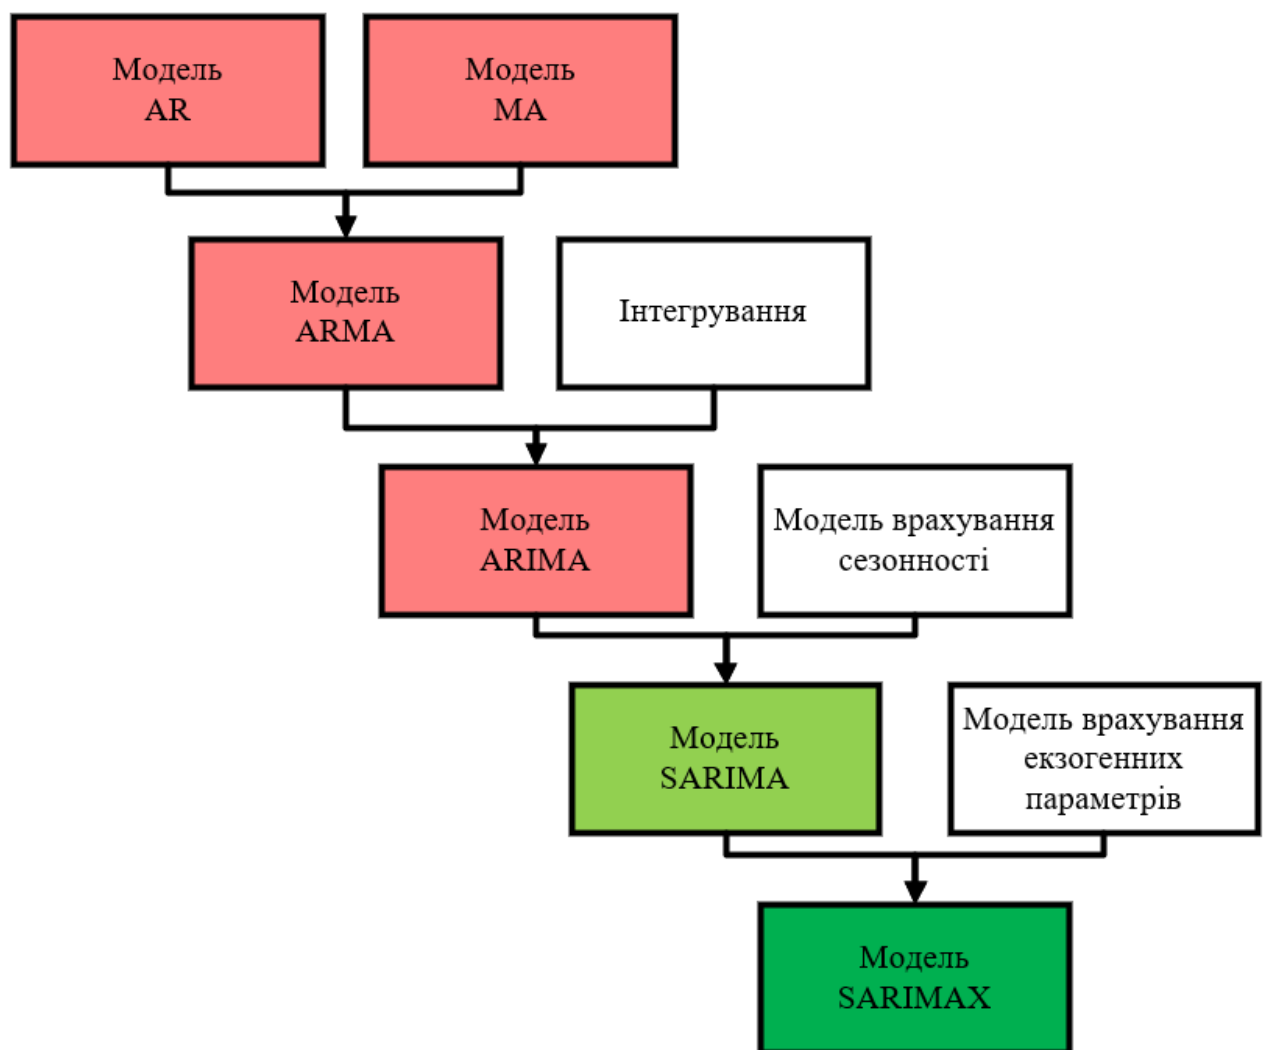 Модель
AR
Модель
MA
Модель
ARMA
Інтегрування
Модель
ARIMA
Модель врахування
сезонності
Модель
SARIMA
Модель врахування
екзогенних
параметрів
Модель
SARIMAX